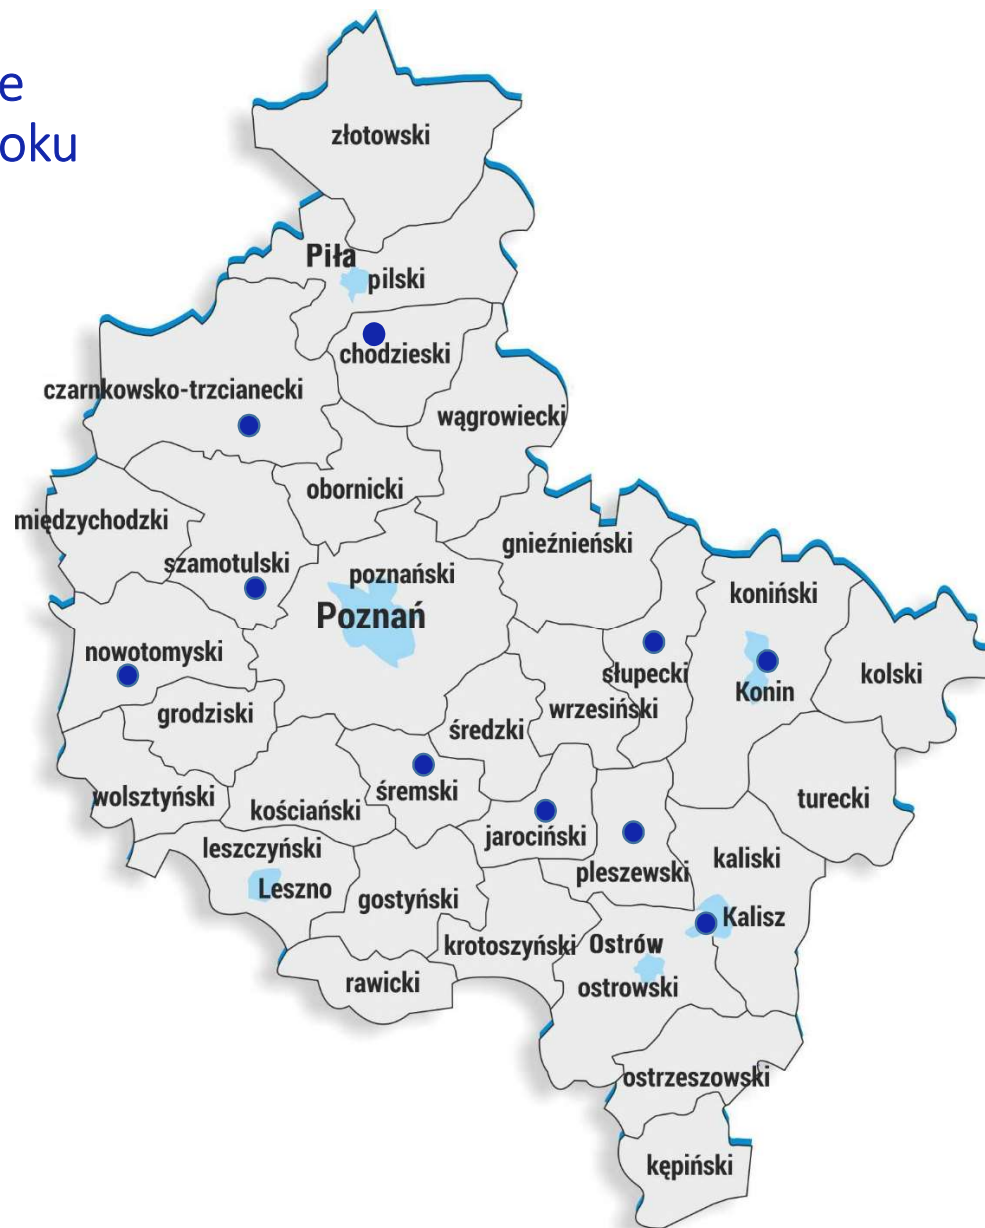 e
oku
złotowski
Piła
pilski
chodzieski
czarnkowsko-trzcianecki
wągrowiecki
obornicki
międzychodzki
gnieźnieński
szamotulski
poznański
koniński
Poznań
nowotomyski
słupecki
kolski
Konin
grodziski
wrzesiński
średzki
wolsztyński
śremski
turecki
kościański
jarociński
leszczyński
kaliski
pleszewski
Leszno
gostyński
Kalisz
krotoszyński
Ostrów
rawicki
ostrowski
ostrzeszowski
kępiński